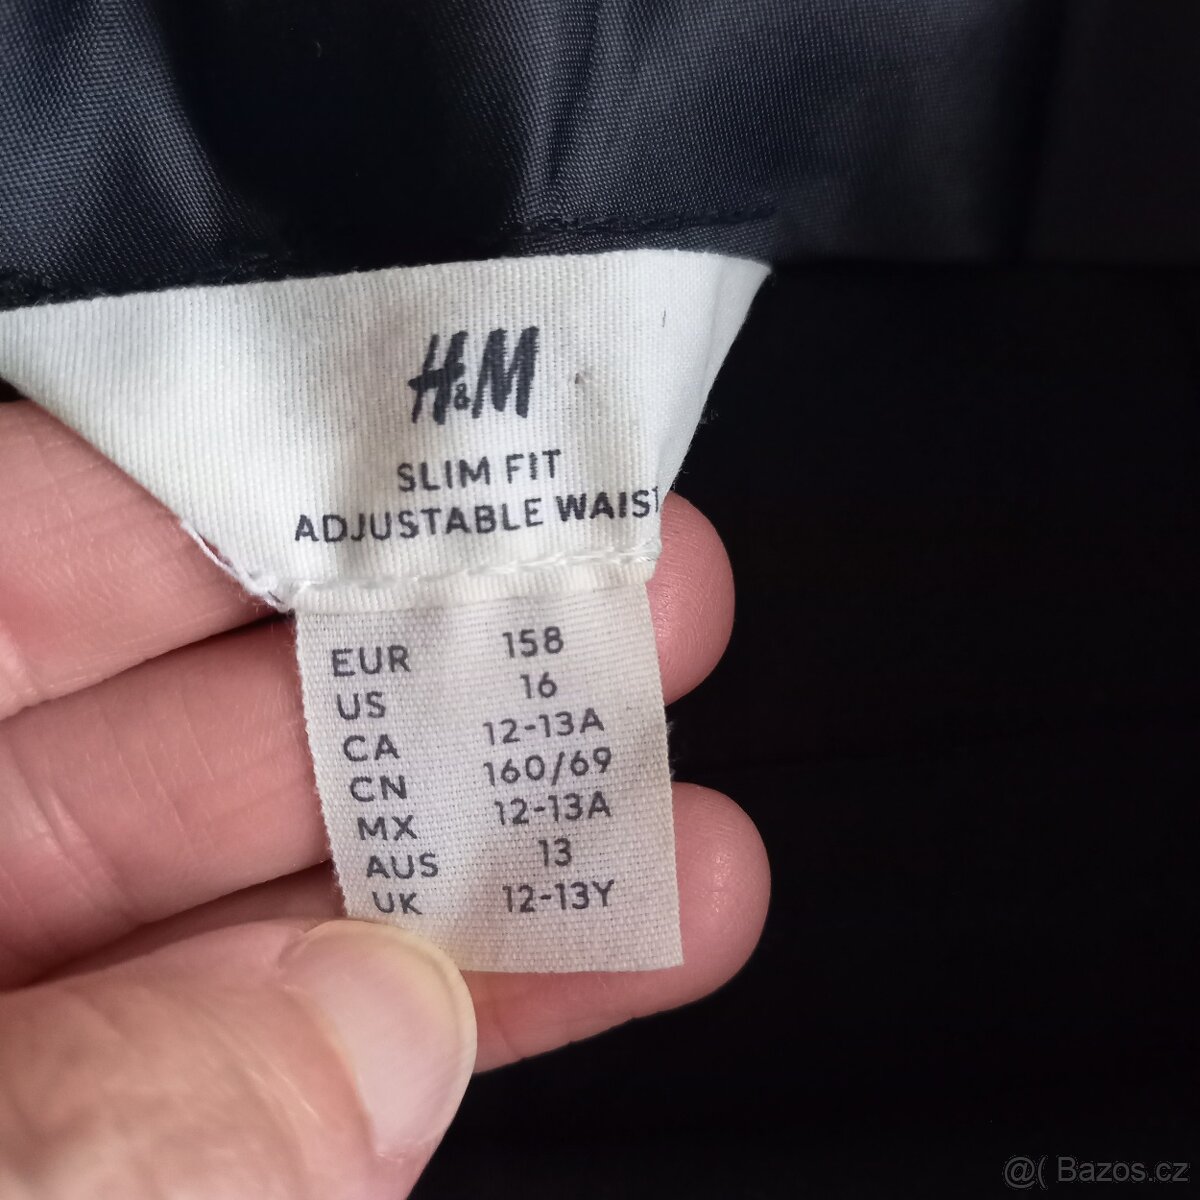 H&M
SLIM FIT
ADJUSTABLE WAIST
EUR 158
US 16
CA 12-13A
CN 160/69
MX 12-13A
AUS 13
UK 12-13Y
@( Bazos.cz